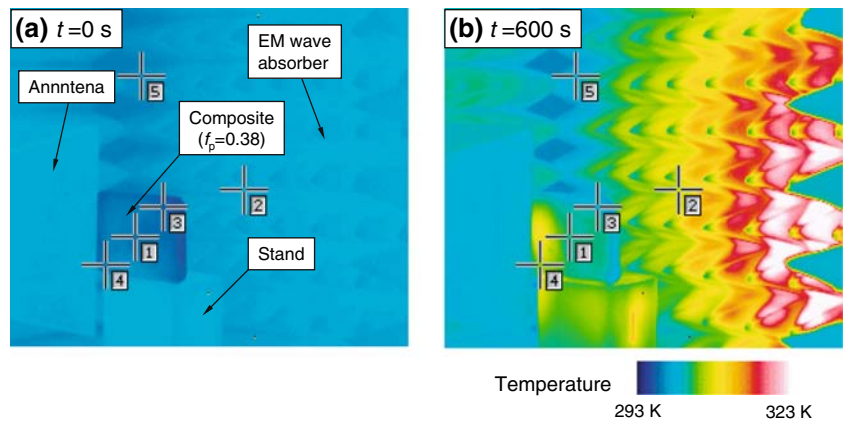 (a) t =0 s
EM wave
absorber
Annntena
Composite
(fp=0.38)
Stand
5
2
3
1
4
(b) t=600 s
5
2
3
1
4
Temperature
293 K
323 K